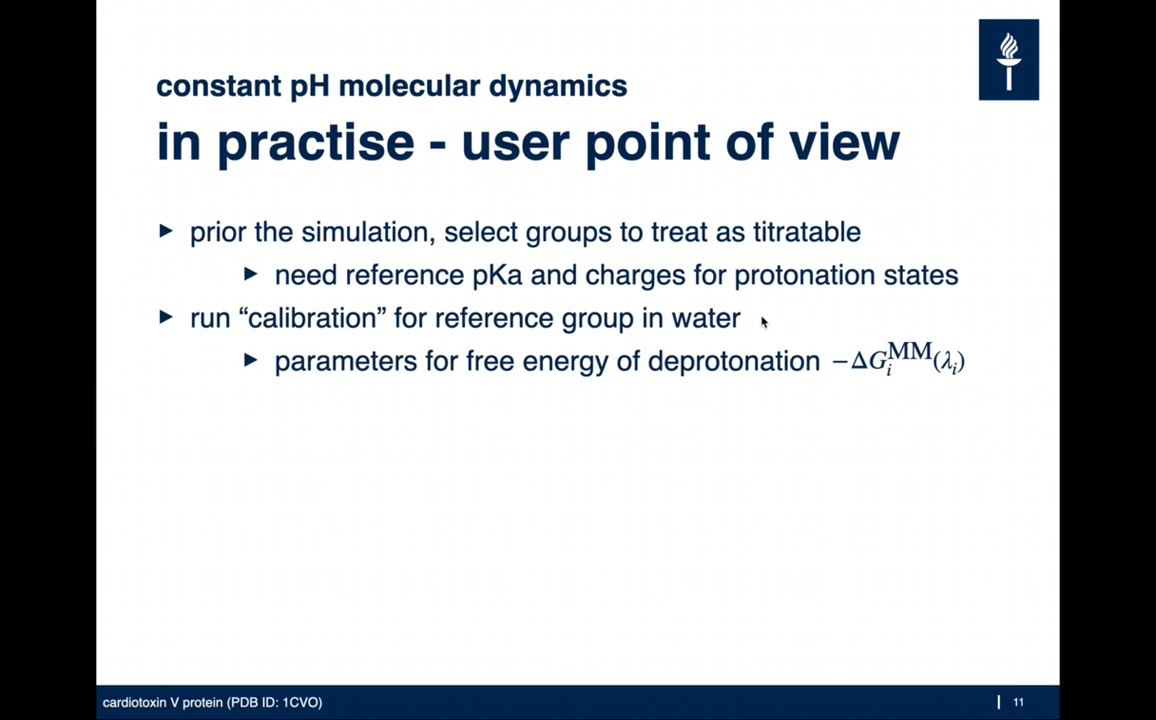 constant pH molecular dynamics
in practise - user point of view
▶ prior the simulation, select groups to treat as titratable
▶ need reference pKa and charges for protonation states
▶ run “calibration” for reference group in water
▶ parameters for free energy of deprotonation −ΔG_i^MM(λ_i)
cardiotoxin V protein (PDB ID: 1CVO)
| 11